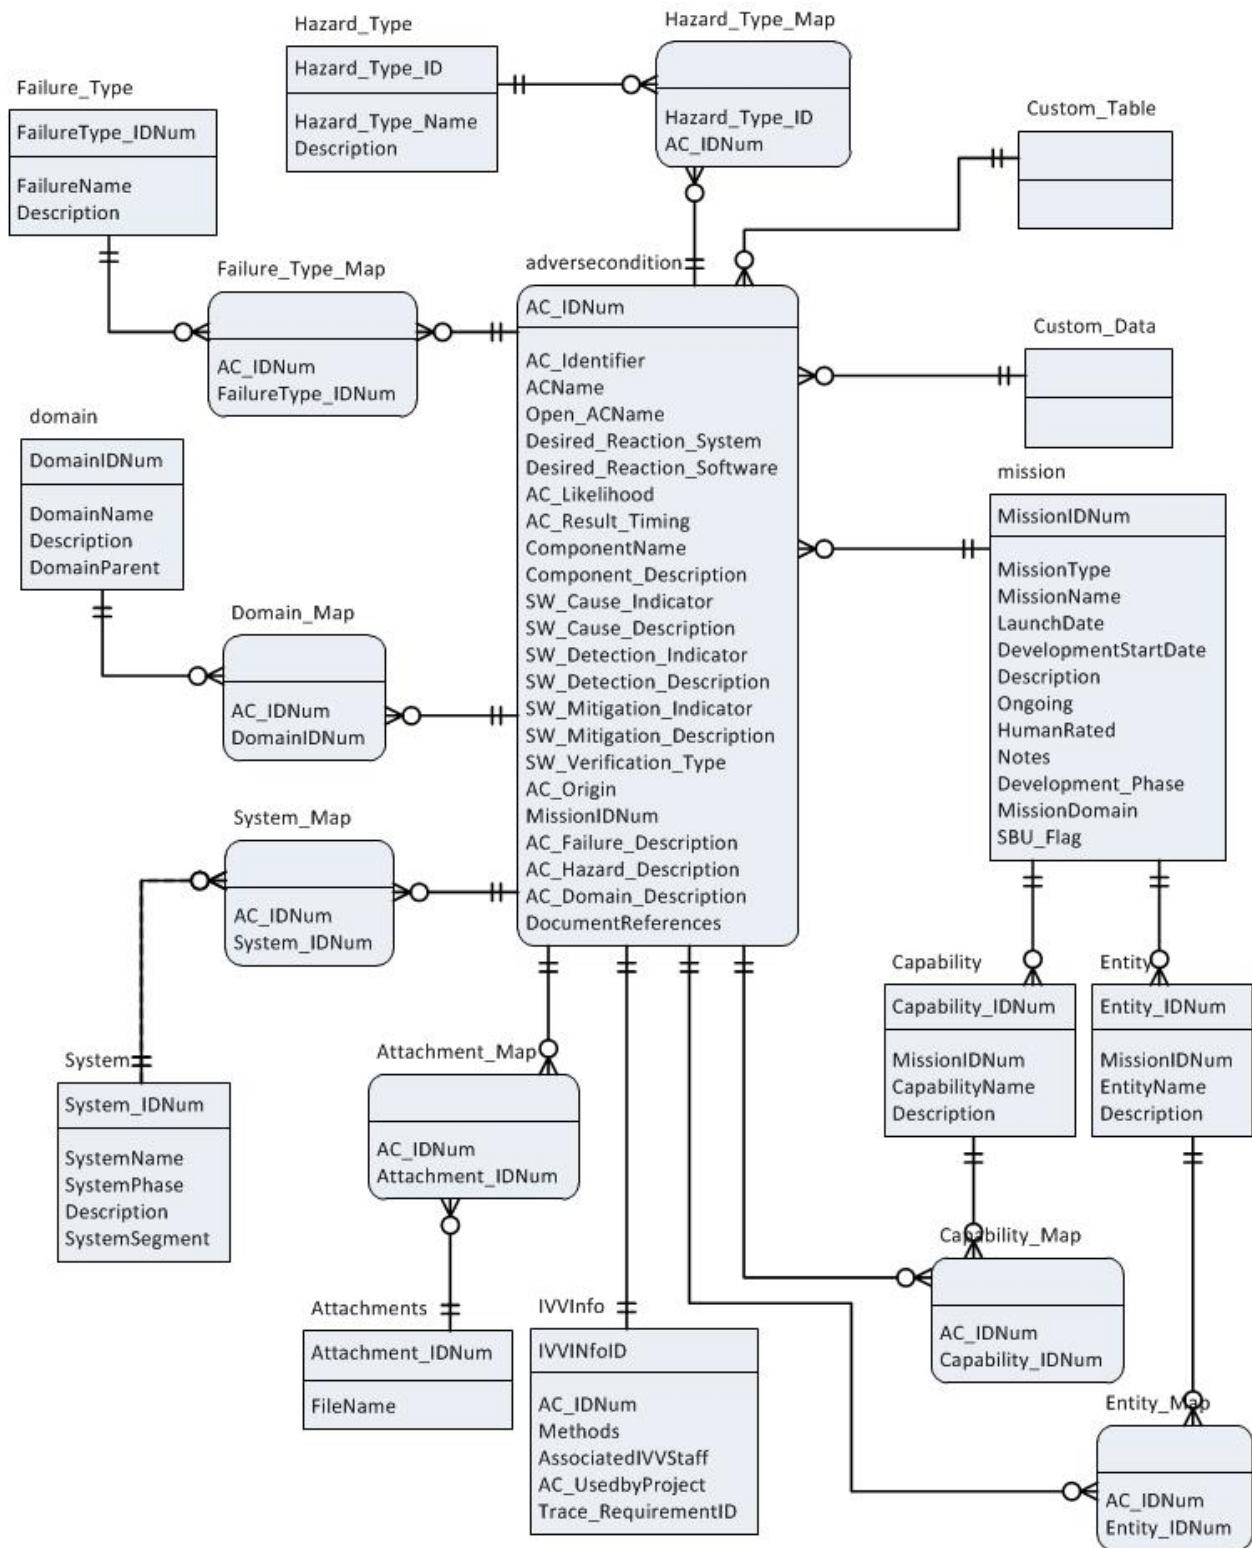 Hazard_Type
Hazard_Type_ID
Hazard_Type_Name
Description
Hazard_Type_Map
Hazard_Type_ID
AC_IDNum
Failure_Type
FailureType_IDNum
FailureName
Description
Custom_Table
Failure_Type_Map
AC_IDNum
FailureType_IDNum
adversecondition
AC_IDNum
AC_Identifier
ACName
Open_ACName
Desired_Reaction_System
Desired_Reaction_Software
AC_Likelihood
AC_Result_Timing
ComponentName
Component_Description
SW_Cause_Indicator
SW_Cause_Description
SW_Detection_Indicator
SW_Detection_Description
SW_Mitigation_Indicator
SW_Mitigation_Description
SW_Verification_Type
AC_Origin
MissionIDNum
AC_Failure_Description
AC_Hazard_Description
AC_Domain_Description
DocumentReferences
Custom_Data
domain
DomainIDNum
DomainName
Description
DomainParent
mission
MissionIDNum
MissionType
MissionName
LaunchDate
DevelopmentStartDate
Description
Ongoing
HumanRated
Notes
Development_Phase
MissionDomain
SBU_Flag
Domain_Map
AC_IDNum
DomainIDNum
System_Map
AC_IDNum
System_IDNum
System
System_IDNum
SystemName
SystemPhase
Description
SystemSegment
Attachment_Map
AC_IDNum
Attachment_IDNum
Capability
Capability_IDNum
MissionIDNum
CapabilityName
Description
Entity
Entity_IDNum
MissionIDNum
EntityName
Description
Attachments
Attachment_IDNum
FileName
IVVInfo
IVVINfoID
AC_IDNum
Methods
AssociatedIVVStaff
AC_UsedbyProject
Trace_RequirementID
Capability_Map
AC_IDNum
Capability_IDNum
Entity_Map
AC_IDNum
Entity_IDNum